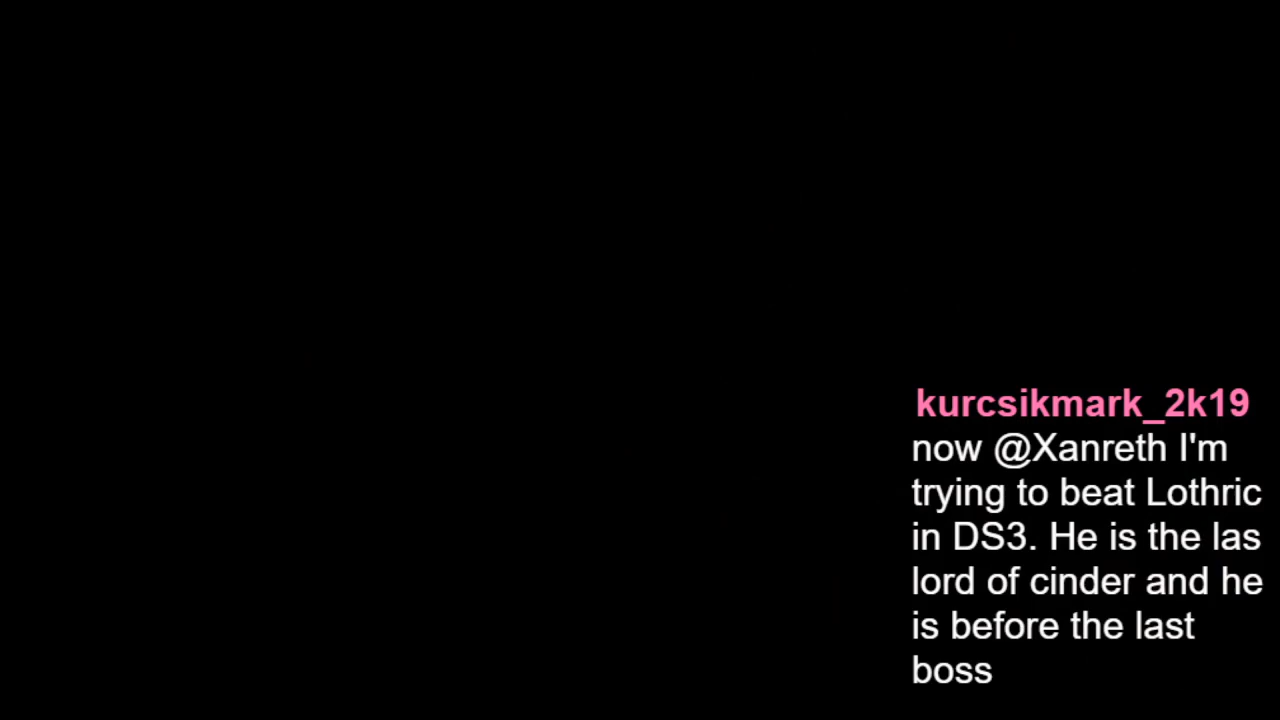 kurcsikmark_2k19
now @Xanreth I'm
trying to beat Lothric
in DS3. He is the las
lord of cinder and he
is before the last
boss